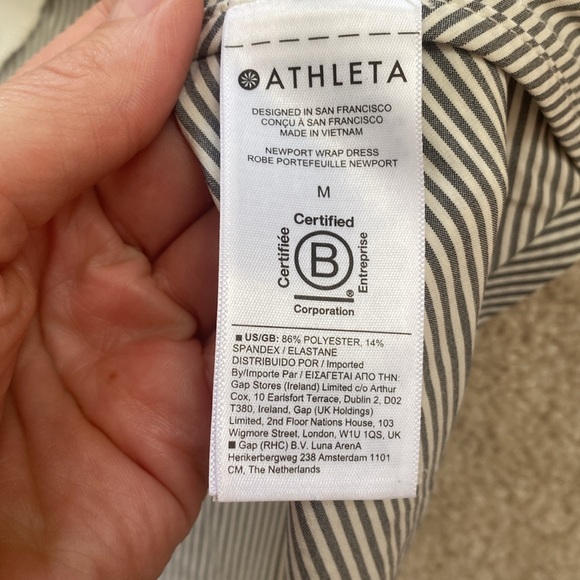 ATHLETA
DESIGNED IN SAN FRANCISCO
CONÇU À SAN FRANCISCO
MADE IN VIETNAM
NEWPORT WRAP DRESS
ROBE PORTEFEUILLE NEWPORT
M
Certified
Certifiée
B
Entreprise
®
Corporation
■ US/GB: 86% POLYESTER, 14%
SPANDEX / ELASTANE
DISTRIBUIDO POR / Imported
By/Importe Par / ΕΙΣΑΓΕΤΑΙ ΑΠΟ ΤΗΝ:
Gap Stores (Ireland) Limited c/o Arthur
Cox, 10 Earlsfort Terrace, Dublin 2, D02
T380, Ireland, Gap (UK Holdings)
Limited, 2nd Floor Nations House, 103
Wigmore Street, London, W1U 1QS, UK
■ Gap (RHC) B.V. Luna ArenA
Herikerbergweg 238 Amsterdam 1101
CM, The Netherlands